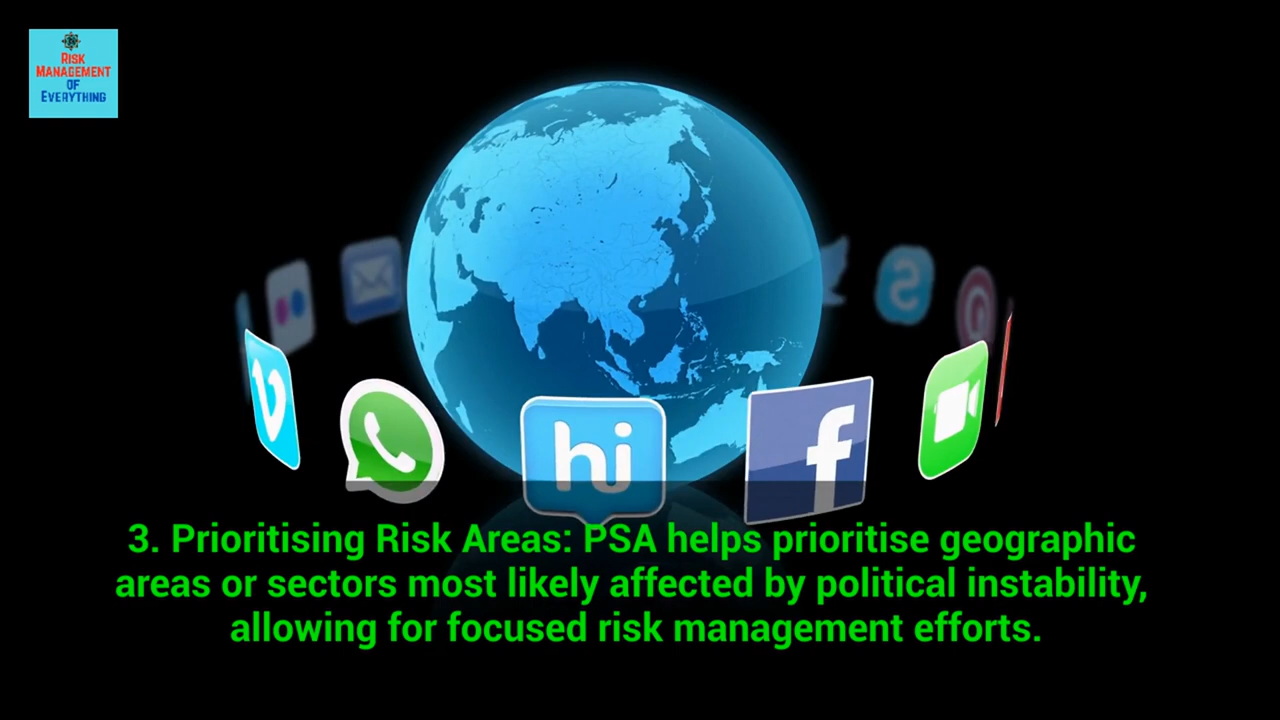 RISK
MANAGEMENT
OF
EVERYTHING
hi
f
3. Prioritising Risk Areas: PSA helps prioritise geographic
areas or sectors most likely affected by political instability,
allowing for focused risk management efforts.